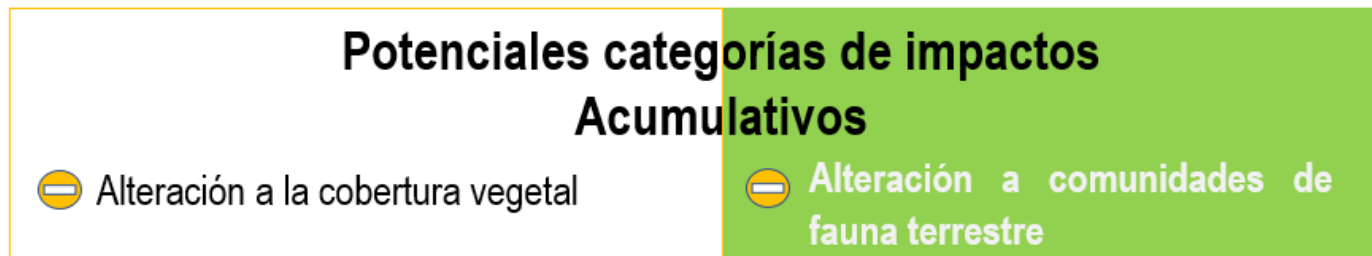 Potenciales categorías de impactos
Acumulativos
Alteración a la cobertura vegetal
Alteración a comunidades de
fauna terrestre